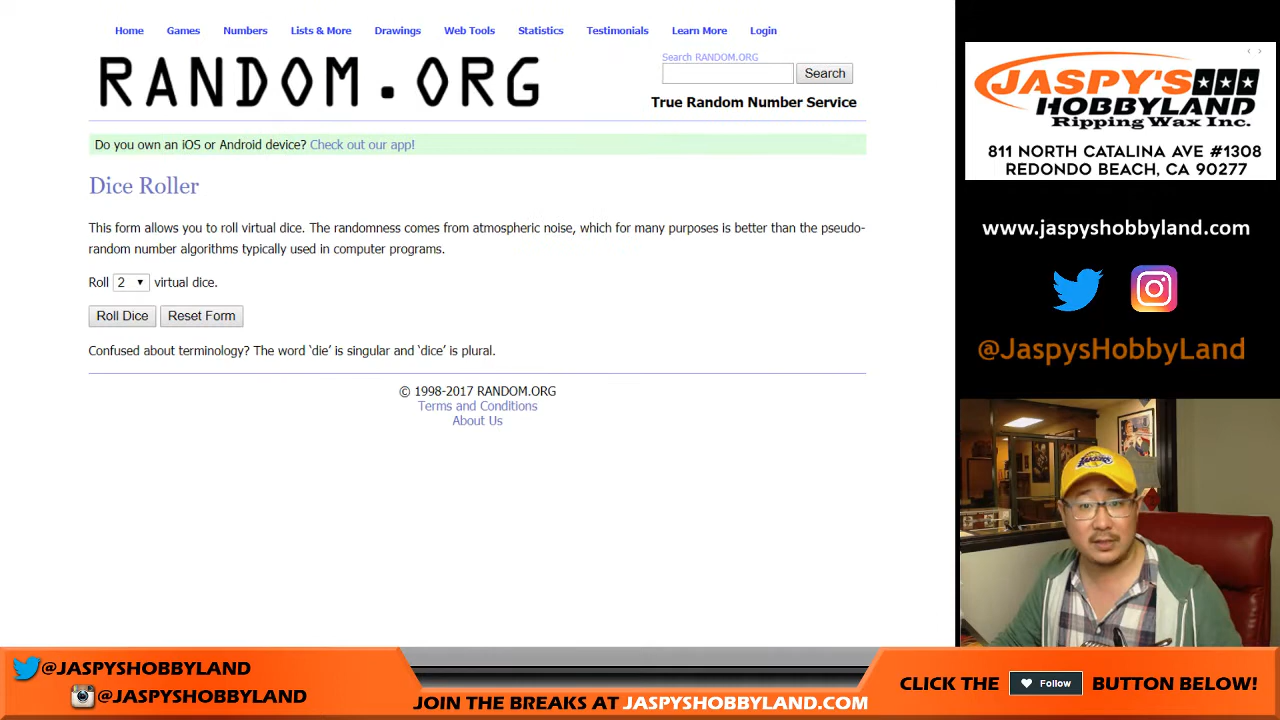 Home Games Numbers Lists & More Drawings Web Tools Statistics Testimonials Learn More Login
RANDOM.ORG
Search RANDOM.ORG
Search
True Random Number Service
Do you own an iOS or Android device? Check out our app!
Dice Roller
This form allows you to roll virtual dice. The randomness comes from atmospheric noise, which for many purposes is better than the pseudo-
random number algorithms typically used in computer programs.
Roll 2 virtual dice.
Roll Dice Reset Form
Confused about terminology? The word ‘die’ is singular and ‘dice’ is plural.
© 1998-2017 RANDOM.ORG
Terms and Conditions
About Us
JASPY'S
HOBBYLAND
Ripping Wax Inc.
811 NORTH CATALINA AVE #1308
REDONDO BEACH, CA 90277
www.jaspyshobbyland.com
@JaspysHobbyLand
LAKERS
@JASPYSHOBBYLAND
@JASPYSHOBBYLAND
JOIN THE BREAKS AT JASPYSHOBBYLAND.COM
CLICK THE Follow BUTTON BELOW!